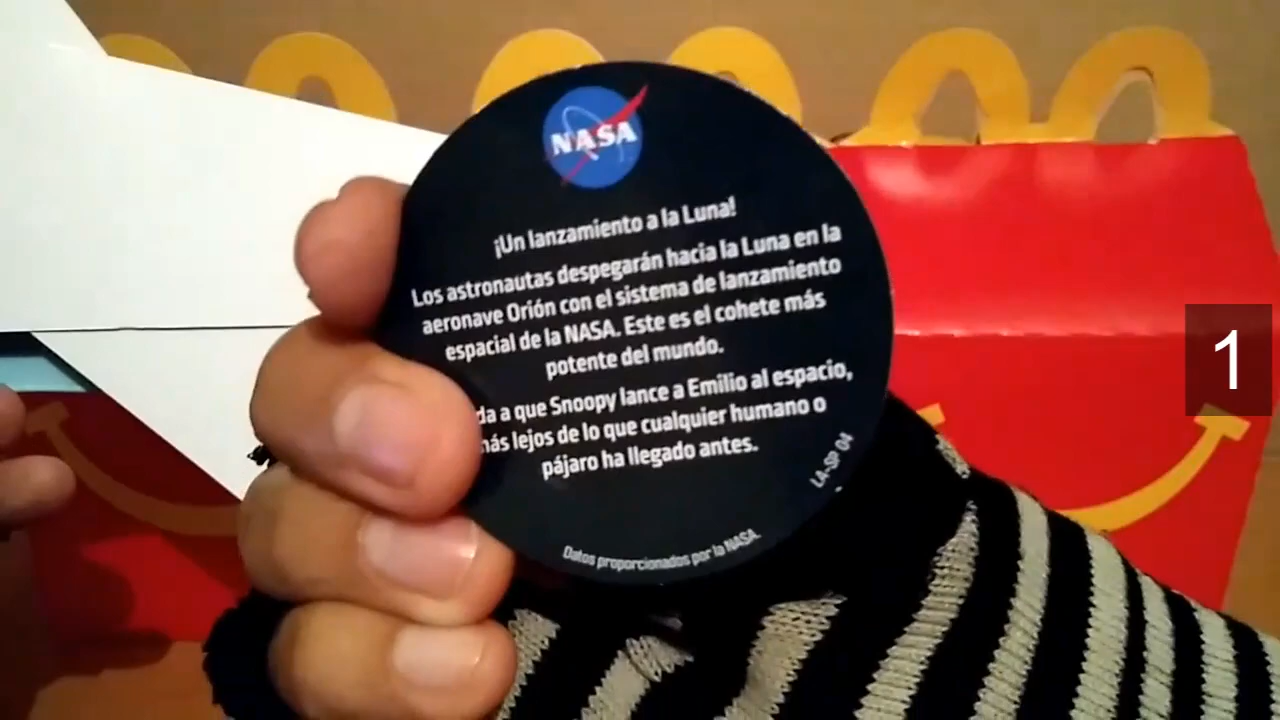 NASA
¡Un lanzamiento a la Luna!
Los astronautas despegarán hacia la Luna en la
aeronave Orión con el sistema de lanzamiento
espacial de la NASA. Este es el cohete más
potente del mundo.
a que Snoopy lance a Emilio al espacio,
lejos de lo que cualquier humano o
pájaro ha llegado antes.
LA-SP 04
Datos proporcionados por la NASA.
1